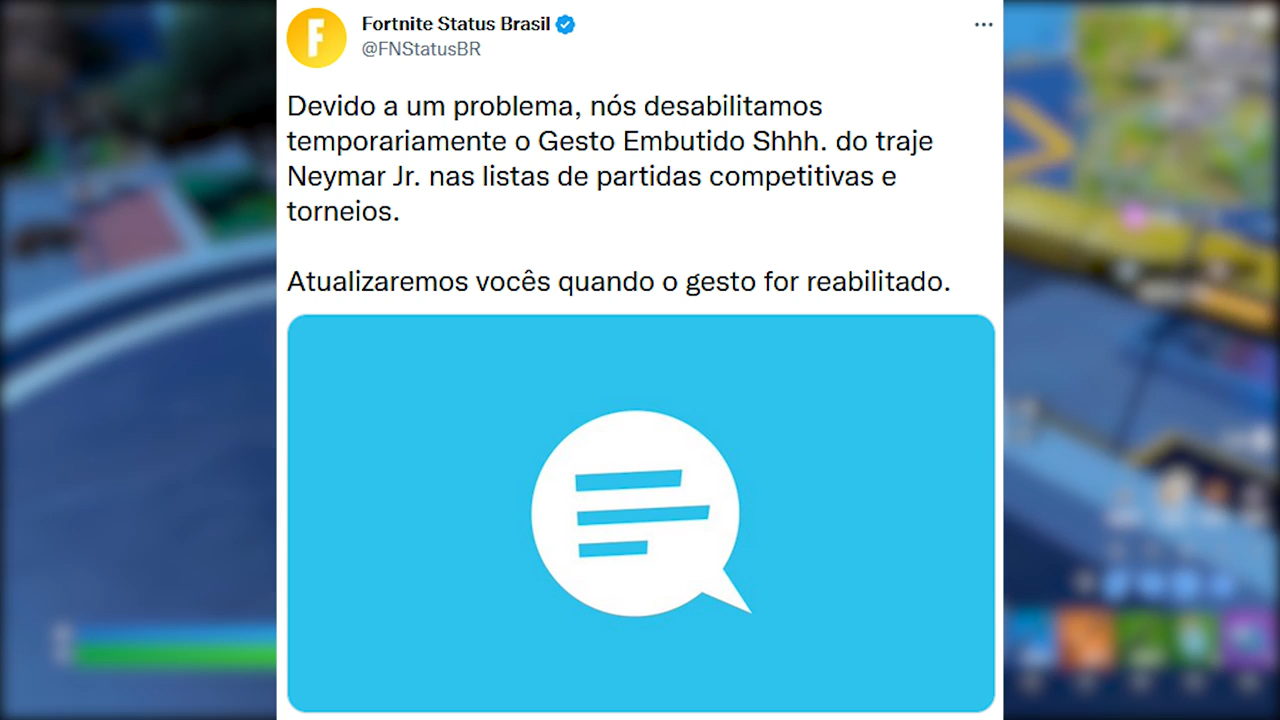 Fortnite Status Brasil
@FNStatusBR
Devido a um problema, nós desabilitamos
temporariamente o Gesto Embutido Shhh. do traje
Neymar Jr. nas listas de partidas competitivas e
torneios.
Atualizaremos vocês quando o gesto for reabilitado.